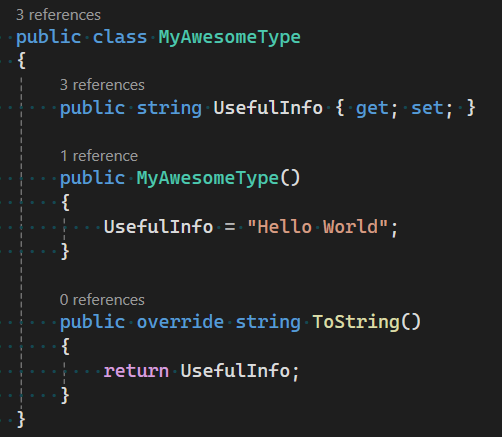 3 references
public class MyAwesomeType
{
3 references
public string UsefulInfo { get; set; }
1 reference
public MyAwesomeType()
{
UsefulInfo = "Hello World";
}
0 references
public override string ToString()
{
return UsefulInfo;
}
}